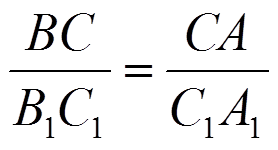 BC/B₁C₁ = CA/C₁A₁